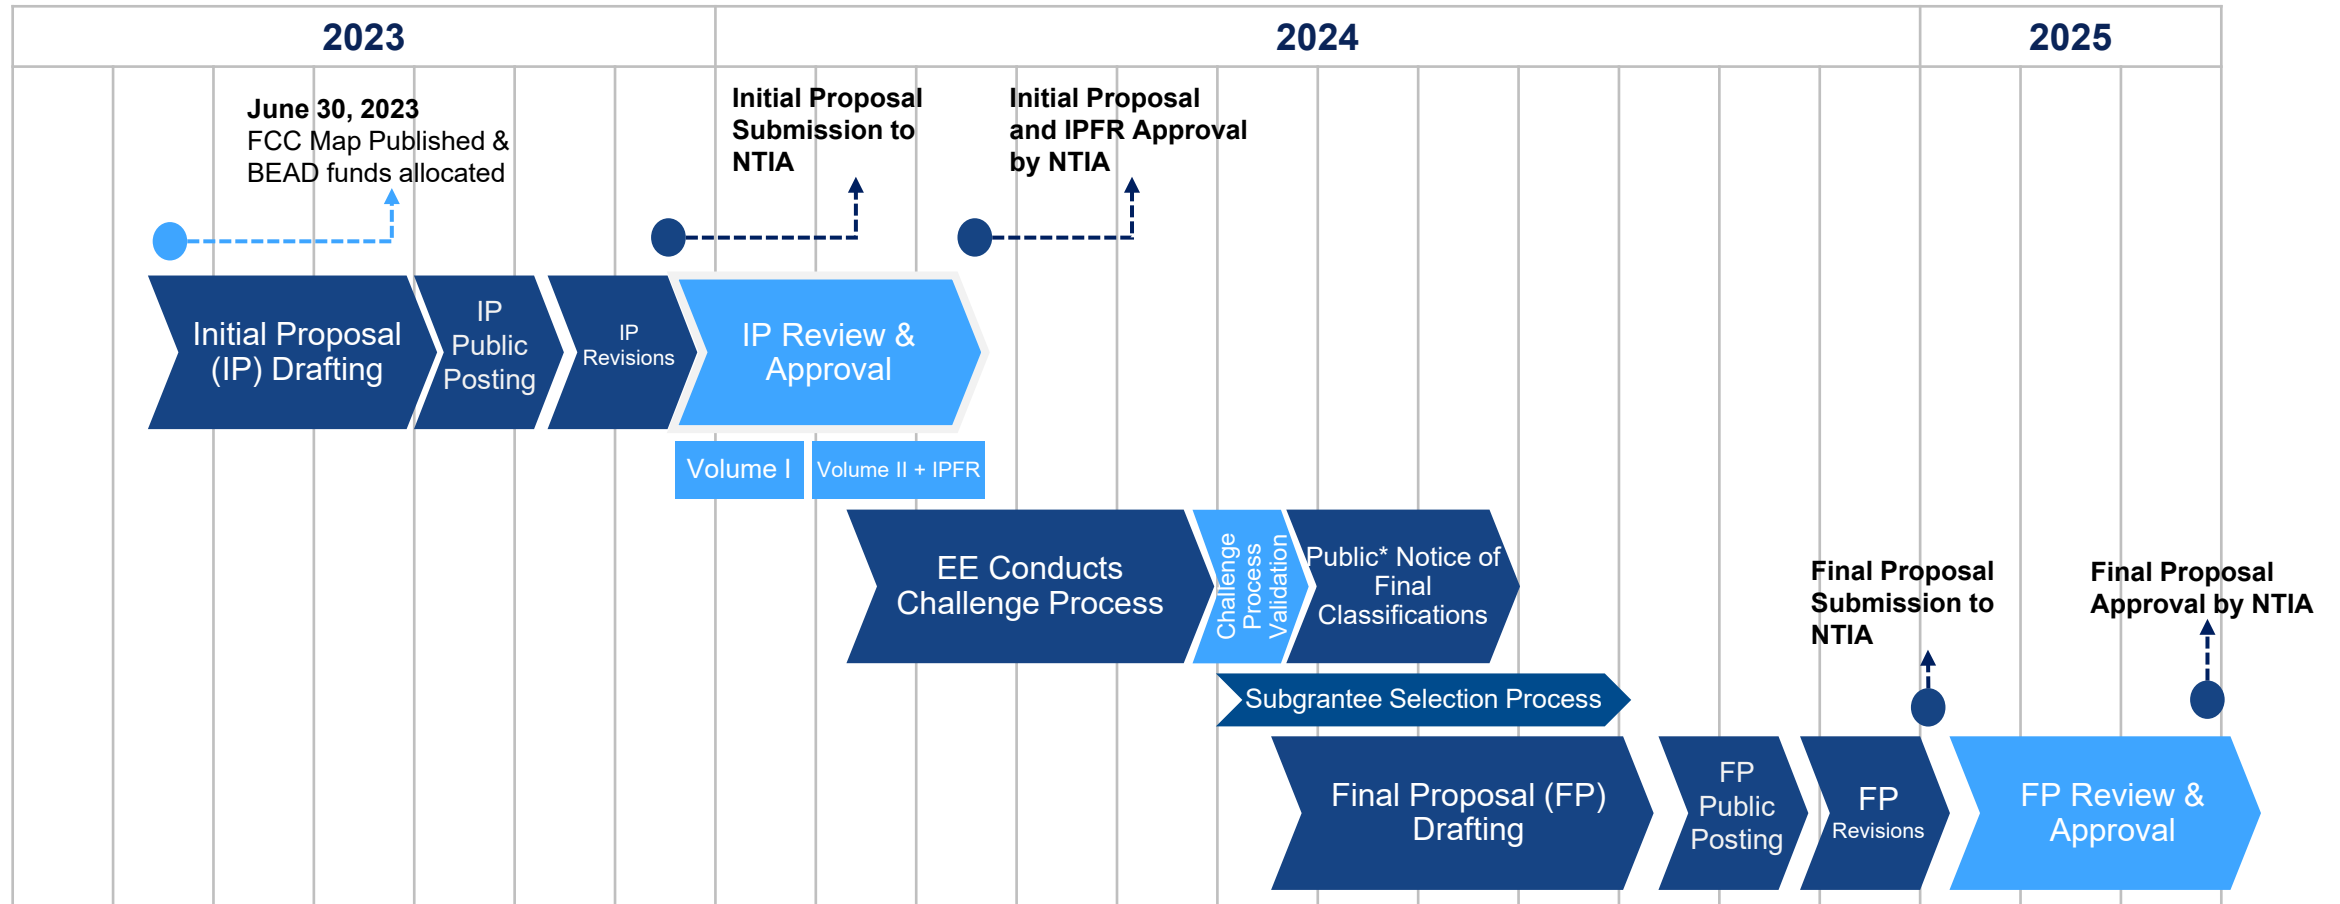 2023
2024
2025
June 30, 2023
FCC Map Published &
BEAD funds allocated
Initial Proposal
Submission to
NTIA
Initial Proposal
and IPFR Approval
by NTIA
Initial Proposal
(IP) Drafting
IP
Public
Posting
IP
Revisions
IP Review &
Approval
Volume I
Volume II + IPFR
EE Conducts
Challenge Process
Challenge
Process
Validation
Public* Notice of
Final
Classifications
Final Proposal
Submission to
NTIA
Final Proposal
Approval by NTIA
Subgrantee Selection Process
Final Proposal (FP)
Drafting
FP
Public
Posting
FP
Revisions
FP Review &
Approval